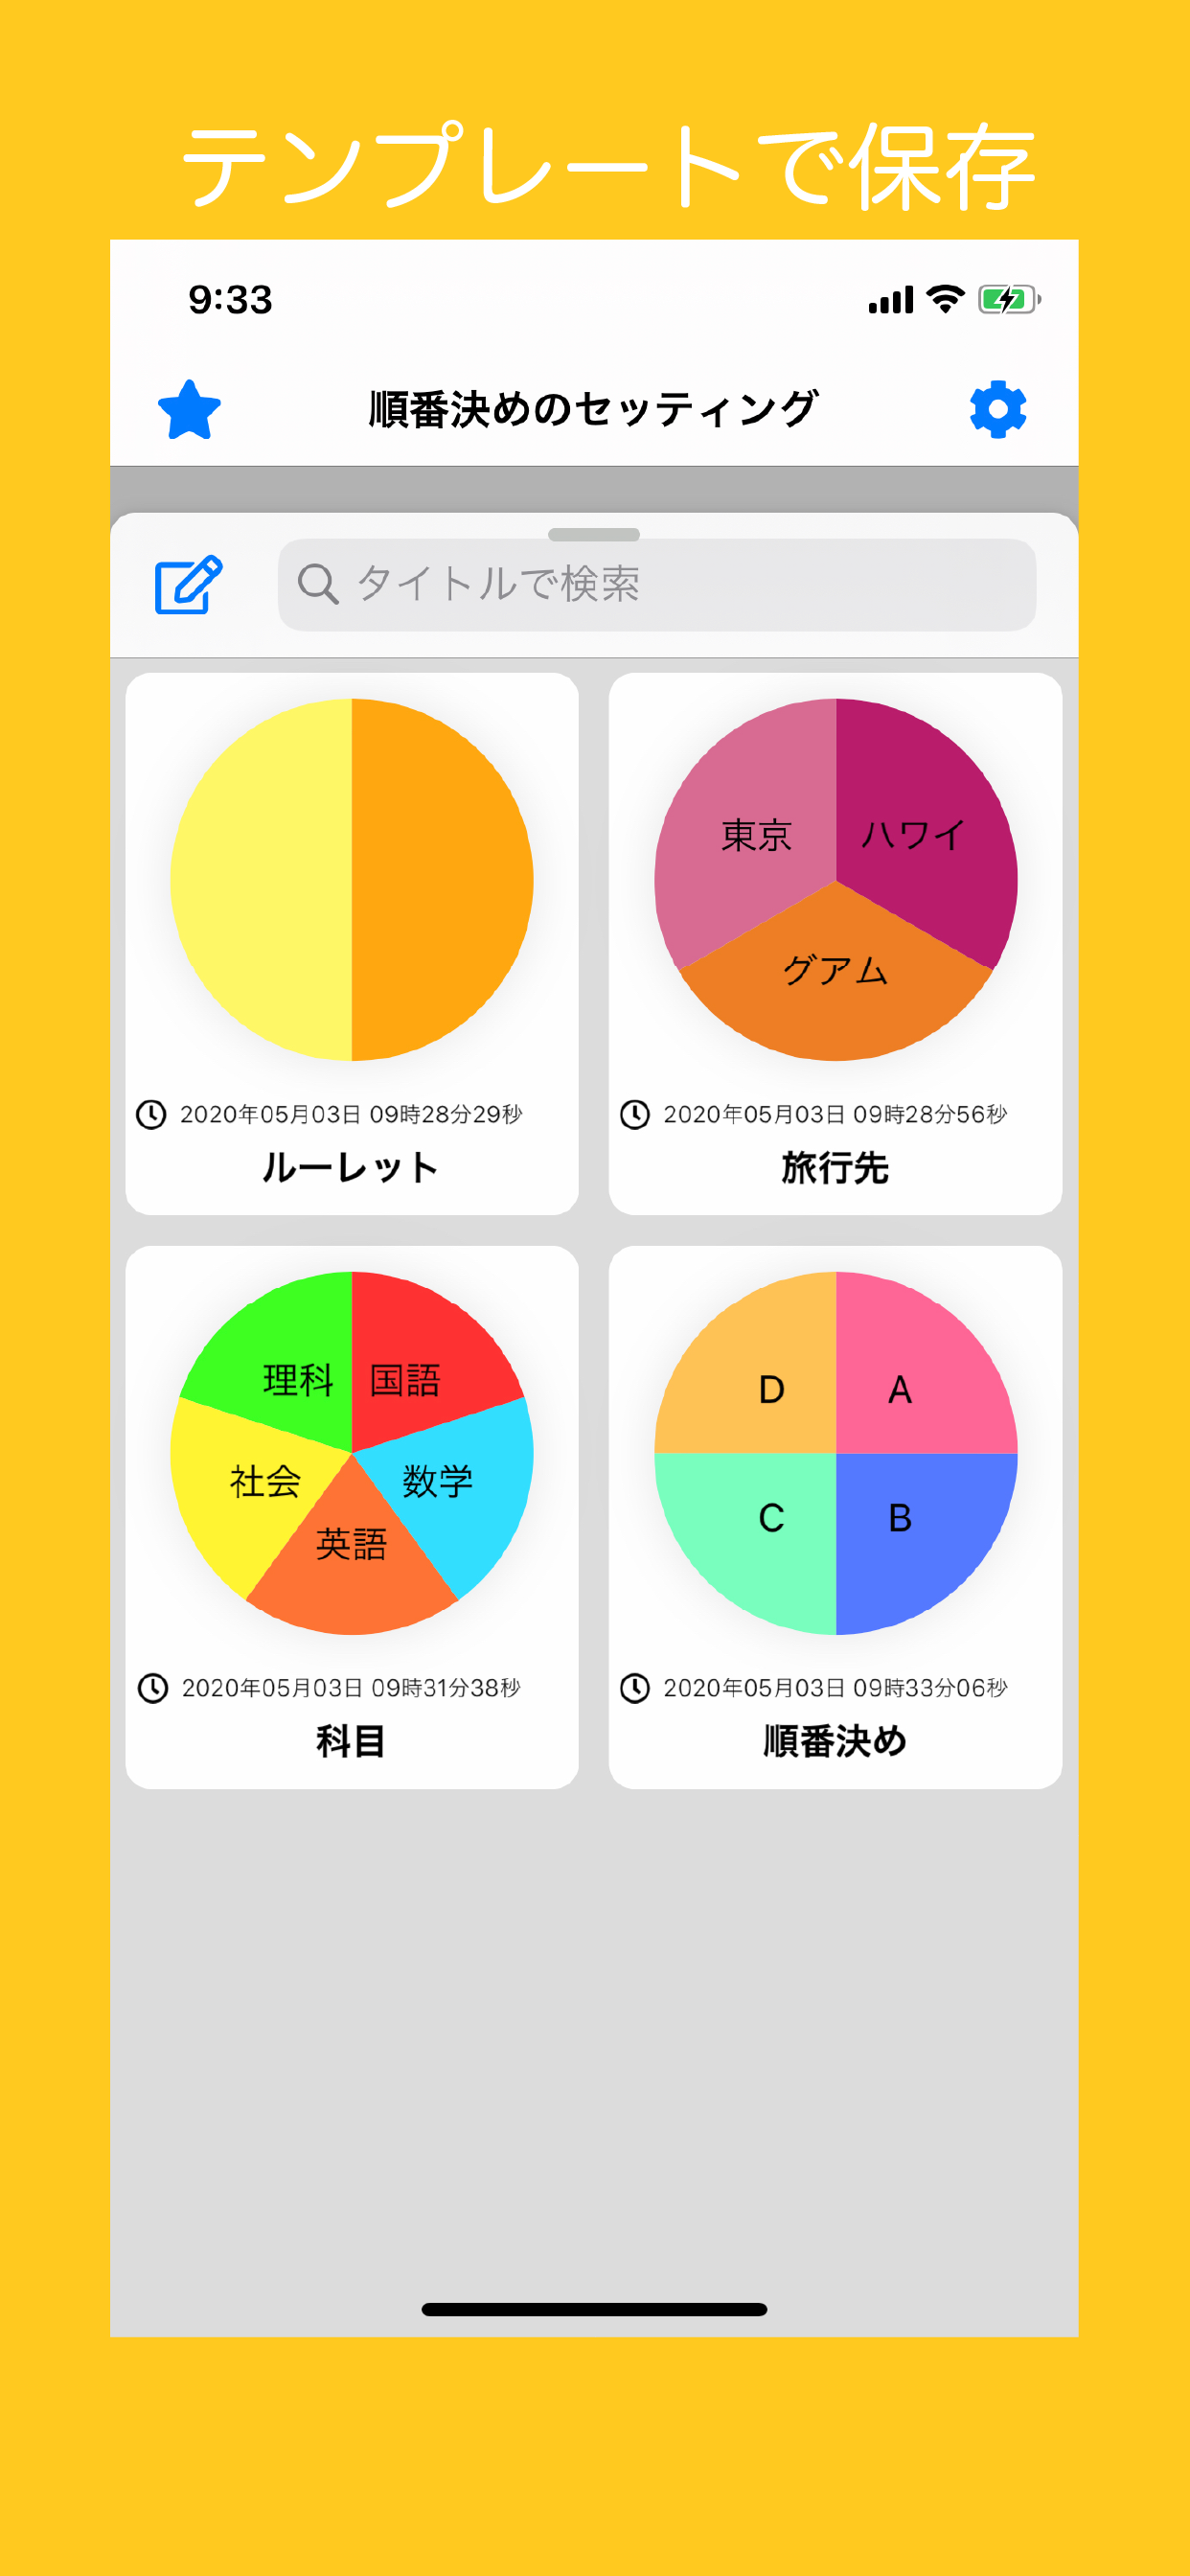 テンプレートで保存
9:33
順番決めのセッティング
タイトルで検索
東京 ハワイ
グアム
2020年05月03日 09時28分29秒
ルーレット
2020年05月03日 09時28分56秒
旅行先
理科 国語
社会 数学
英語
D A
C B
2020年05月03日 09時31分38秒
科目
2020年05月03日 09時33分06秒
順番決め